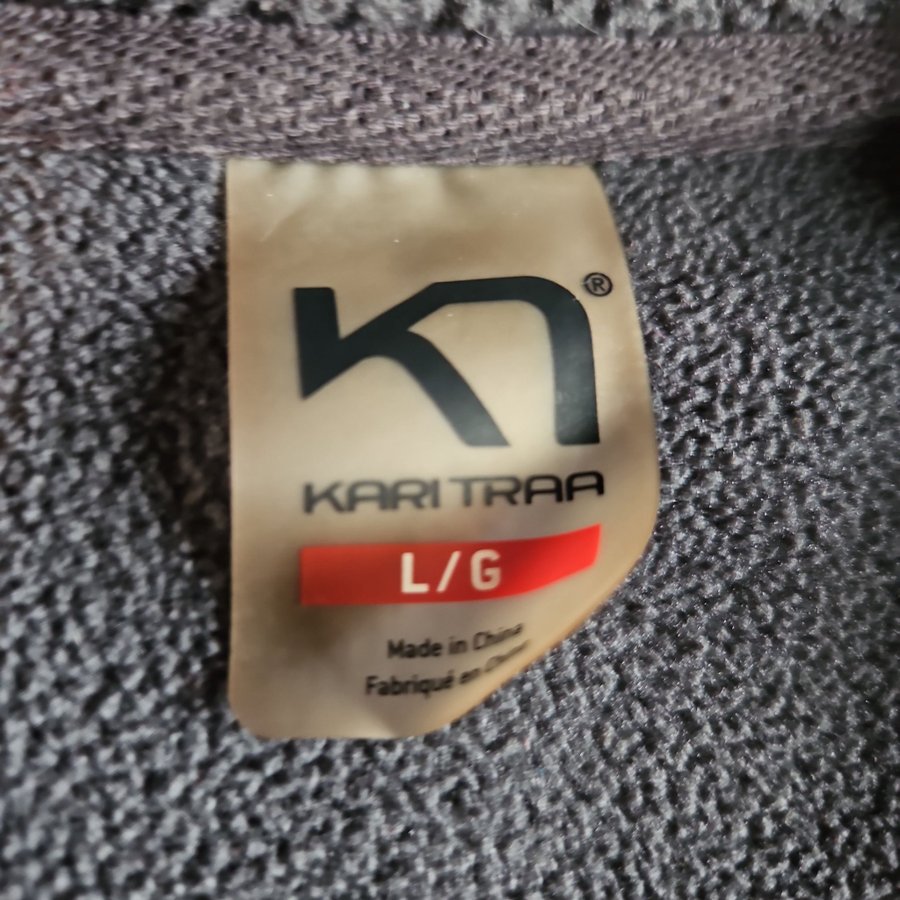 ®
KARI TRAA
L/G
Made in China
Fabriqué en Chine